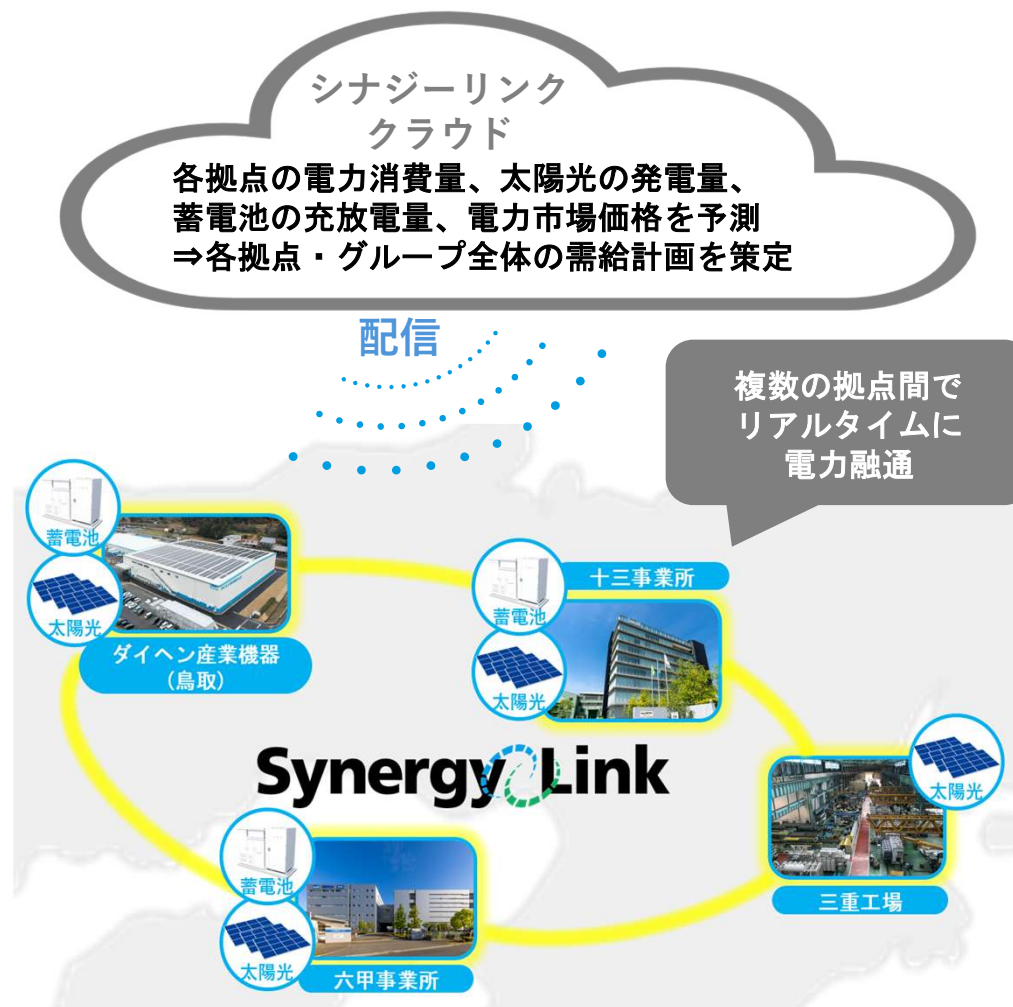 シナジーリンク
クラウド
各拠点の電力消費量、太陽光の発電量、
蓄電池の充放電量、電力市場価格を予測
⇒各拠点・グループ全体の需給計画を策定
配信
複数の拠点間で
リアルタイムに
電力融通
蓄電池
太陽光
ダイヘン産業機器
（鳥取）
蓄電池
十三事業所
太陽光
Synergy Link
太陽光
三重工場
蓄電池
太陽光
六甲事業所